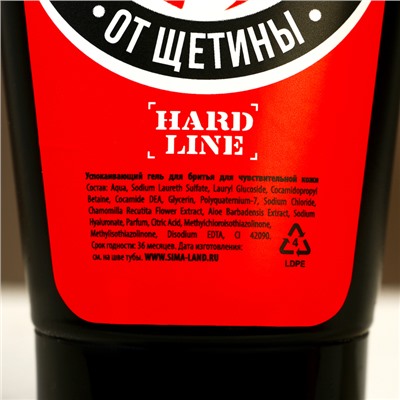 ОТ ЩЕТИНЫ
HARD
LINE
Успокаивающий гель для бритья для чувствительной кожи
Состав: Aqua, Sodium Laureth Sulfate, Lauryl Glucoside, Cocamidopropyl
Betaine, Cocamide DEA, Glycerin, Polyquaternium-7, Sodium Chloride,
Chamomilla Recutita Flower Extract, Aloe Barbadensis Extract, Sodium
Hyaluronate, Parfum, Citric Acid, Methylchloroisothiazolinone,
Methylisothiazolinone, Disodium EDTA, CI 42090.
Срок годности: 36 месяцев. Дата изготовления:
см. на шве тубы. WWW.SIMA-LAND.RU
4
LDPE